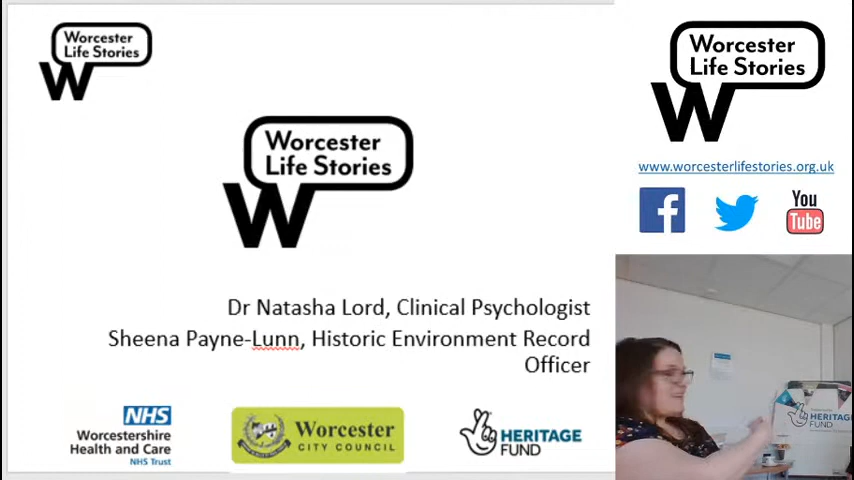 Worcester
Life Stories
W
Worcester
Life Stories
W
Dr Natasha Lord, Clinical Psychologist
Sheena Payne-Lunn, Historic Environment Record
Officer
NHS
Worcestershire
Health and Care
NHS Trust
Worcester
CITY COUNCIL
HERITAGE
FUND
Worcester
Life Stories
W
www.worcesterlifestories.org.uk
f
You
Tube
HERITAGE
FUND